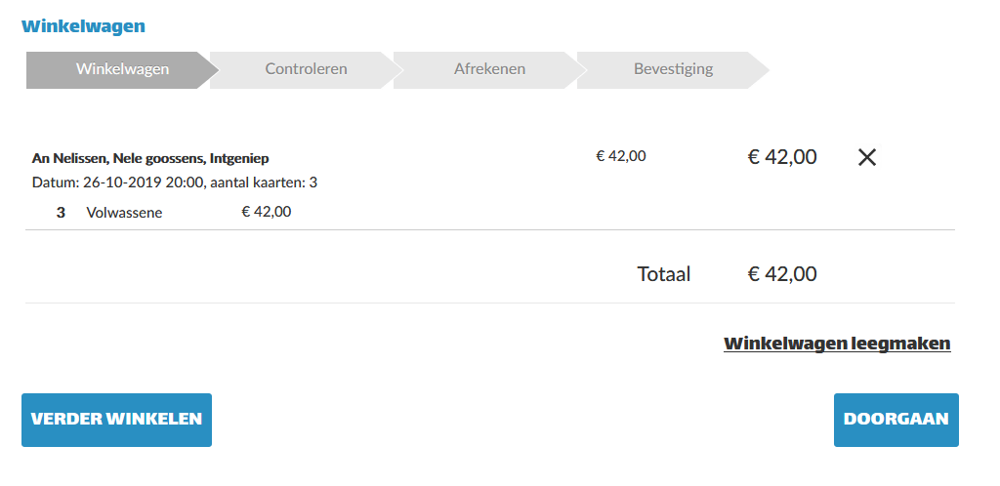 Winkelwagen
Winkelwagen Controleren Afrekenen Bevestiging
An Nelissen, Nele goossens, Intgeniep € 42,00 € 42,00
Datum: 26-10-2019 20:00, aantal kaarten: 3
3 Volwassene € 42,00
Totaal € 42,00
Winkelwagen leegmaken
VERDER WINKELEN DOORGAAN